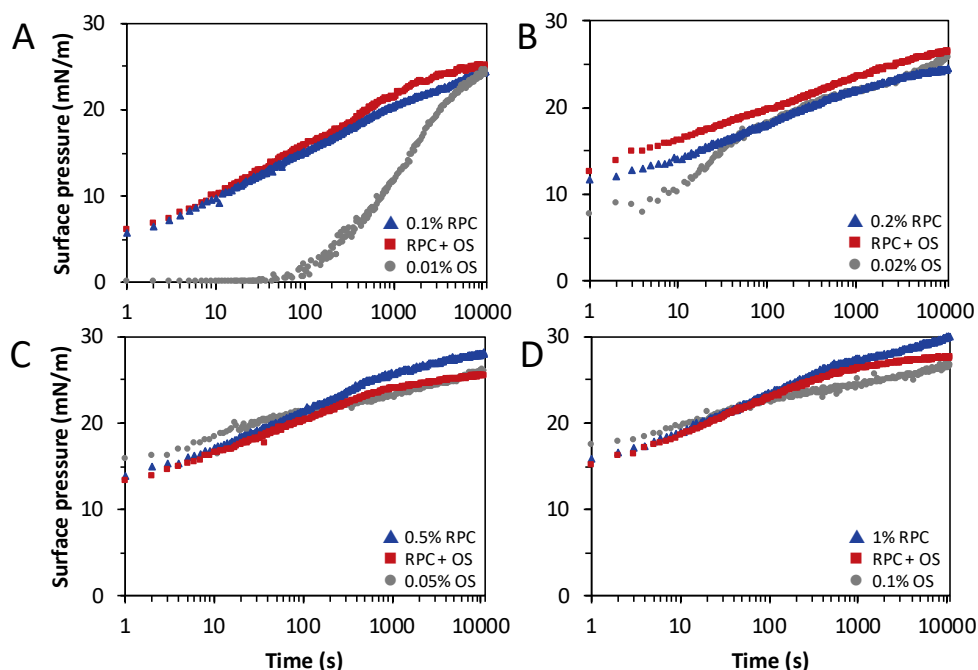 A
Surface pressure (mN/m)
30
20
10
0
0.1% RPC
RPC + OS
0.01% OS
1 10 100 1000 10000
B
30
20
10
0
0.2% RPC
RPC + OS
0.02% OS
1 10 100 1000 10000
C
Surface pressure (mN/m)
30
20
10
0
0.5% RPC
RPC + OS
0.05% OS
1 10 100 1000 10000
Time (s)
D
30
20
10
0
1% RPC
RPC + OS
0.1% OS
1 10 100 1000 10000
Time (s)